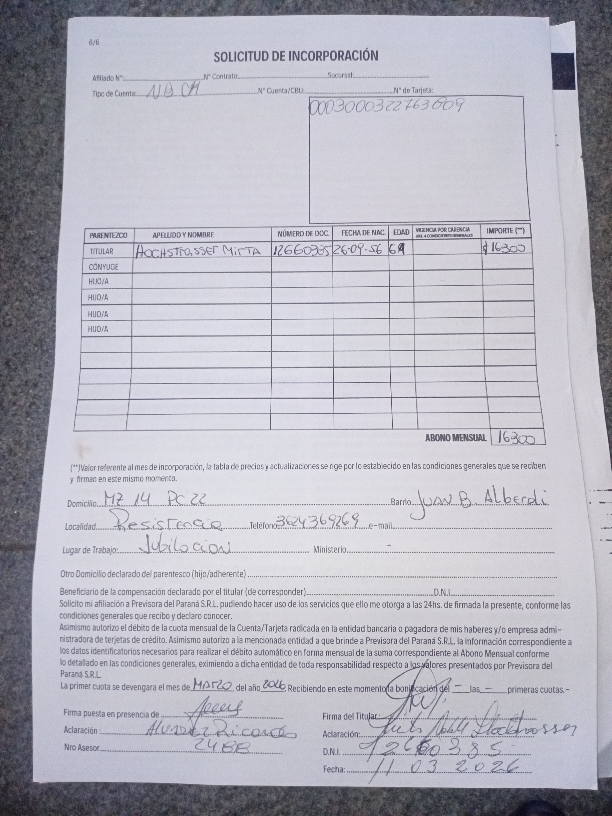 6/6
SOLICITUD DE INCORPORACIÓN
Afiliado N°: N° Contrato: Sucursal:
Tipo de Cuenta: N° Cuenta/CBU: N° de Tarjeta:
0003000322763609
PARENTEZCO APELLIDO Y NOMBRE NÚMERO DE DOC. FECHA DE NAC. EDAD VIGENCIA POR CARENCIA IMPORTE (**)
TITULAR HOCHSTRASSET MIRTA 12660385 26-09-56 69 $16300
CÓNYUGE
HIJO/A
HIJO/A
HIJO/A
HIJO/A
ABONO MENSUAL 16300
(**)Valor referente al mes de incorporación, la tabla de precios y actualizaciones se rige por lo establecido en las condiciones generales que se reciben
y firman en este mismo momento.
Domicilio MZ 14 PC 22 Barrio JUAN B. Alberdi
Localidad Resistencia Teléfono 3624369269 e-mail
Lugar de Trabajo: Jubilacion Ministerio -
Otro Domicilio declarado del parentesco (hijo/adherente)
Beneficiario de la compensación declarado por el titular (de corresponder) D.N.I.
Solicito mi afiliación a Previsora del Paraná S.R.L. pudiendo hacer uso de los servicios que ello me otorga a las 24hs. de firmada la presente, conforme las
condiciones generales que recibo y declaro conocer.
Asimismo autorizo el débito de la cuota mensual de la Cuenta/Tarjeta radicada en la entidad bancaria o pagadora de mis haberes y/o empresa admi-
nistradora de terjetas de crédito. Asimismo autorizo a la mencionada entidad a que brinde a Previsora del Paraná S.R.L. la información correspondiente a
los datos identificatorios necesarios para realizar el débito automático en forma mensual de la suma correspondiente al Abono Mensual conforme
lo detallado en las condiciones generales, eximiendo a dicha entidad de toda responsabilidad respecto a los valores presentados por Previsora del
Paraná S.R.L.
La primer cuota se devengara el mes de MARZO del año 2026 Recibiendo en este momento la bonificación del - las - primeras cuotas.-
Firma puesta en presencia de Firma del Titular
Aclaración Alvarez Ricardo Aclaración:
Nro Asesor 2488 D.N.I. 12660385
Fecha: 11 03 2026